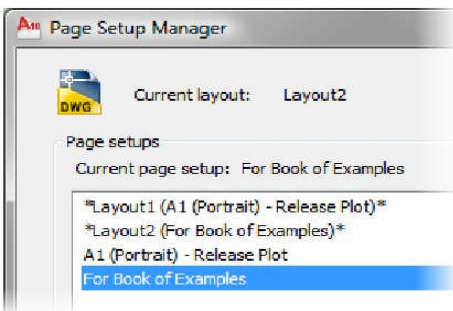 A10 Page Setup Manager
DWG
Current layout: Layout2
Page setups
Current page setup: For Book of Examples
*Layout1 (A1 (Portrait) - Release Plot)*
*Layout2 (For Book of Examples)*
A1 (Portrait) - Release Plot
For Book of Examples